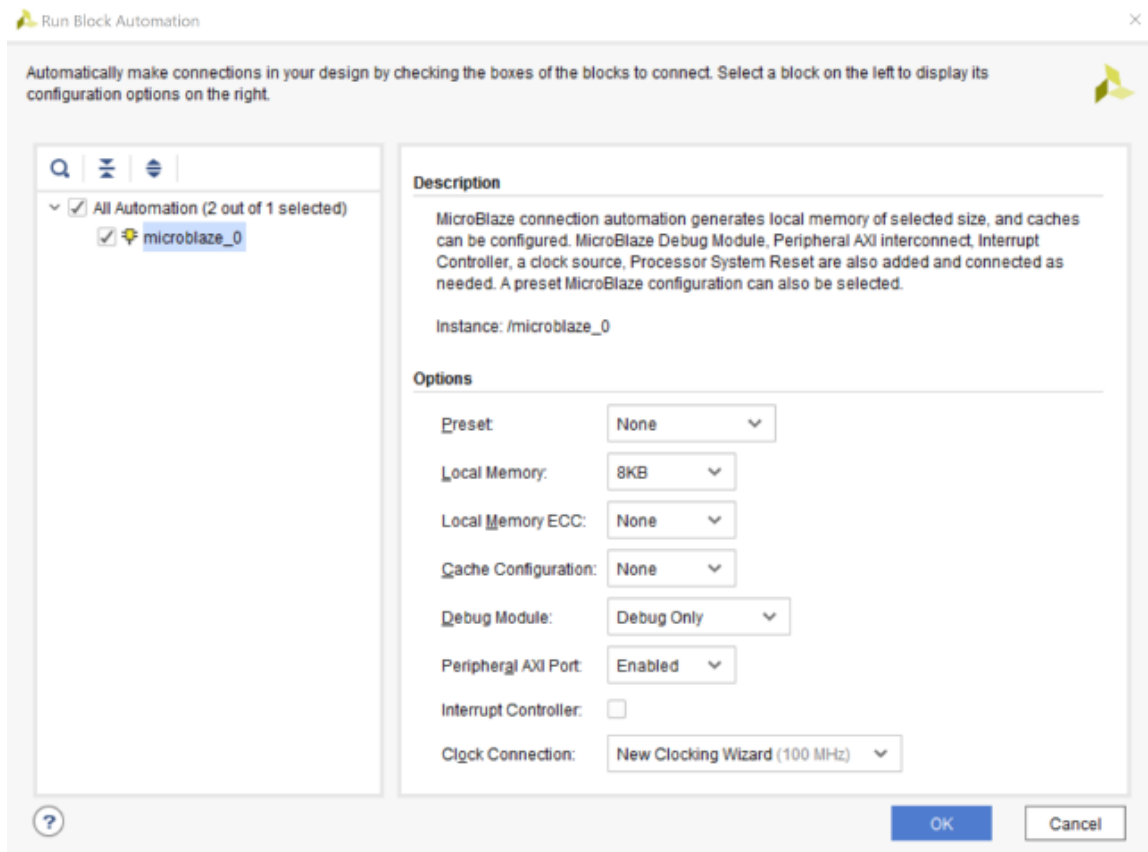 Run Block Automation
Automatically make connections in your design by checking the boxes of the blocks to connect. Select a block on the left to display its
configuration options on the right.
All Automation (2 out of 1 selected)
microblaze_0
Description
MicroBlaze connection automation generates local memory of selected size, and caches
can be configured. MicroBlaze Debug Module, Peripheral AXI interconnect, Interrupt
Controller, a clock source, Processor System Reset are also added and connected as
needed. A preset MicroBlaze configuration can also be selected.
Instance: /microblaze_0
Options
Preset: None
Local Memory: 8KB
Local Memory ECC: None
Cache Configuration: None
Debug Module: Debug Only
Peripheral AXI Port: Enabled
Interrupt Controller:
Clock Connection: New Clocking Wizard (100 MHz)
? OK Cancel